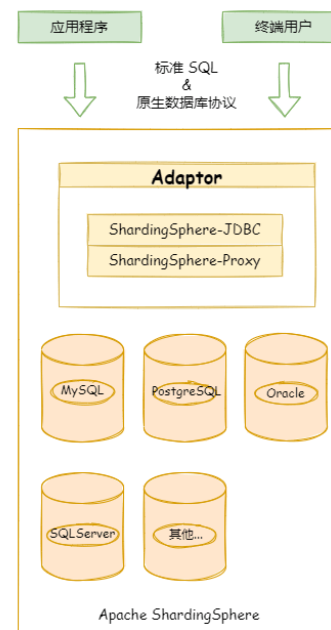 应用程序
终端用户
标准 SQL
&
原生数据库协议
Adaptor
ShardingSphere-JDBC
ShardingSphere-Proxy
MySQL
PostgreSQL
Oracle
SQLServer
其他...
Apache ShardingSphere